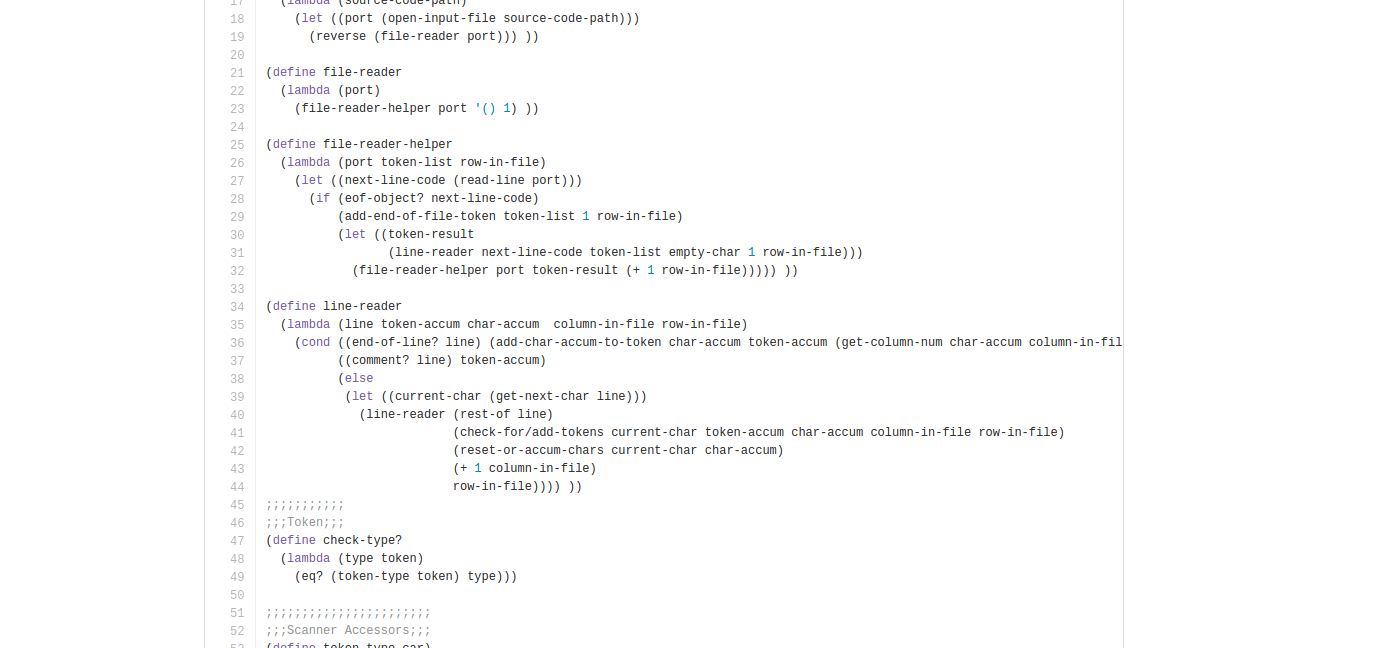 17   (lambda (source-code-path)
18     (let ((port (open-input-file source-code-path)))
19       (reverse (file-reader port))) ))
20
21 (define file-reader
22   (lambda (port)
23     (file-reader-helper port '() 1) ))
24
25 (define file-reader-helper
26   (lambda (port token-list row-in-file)
27     (let ((next-line-code (read-line port)))
28       (if (eof-object? next-line-code)
29           (add-end-of-file-token token-list 1 row-in-file)
30           (let ((token-result
31                  (line-reader next-line-code token-list empty-char 1 row-in-file)))
32             (file-reader-helper port token-result (+ 1 row-in-file))))) ))
33
34 (define line-reader
35   (lambda (line token-accum char-accum  column-in-file row-in-file)
36     (cond ((end-of-line? line) (add-char-accum-to-token char-accum token-accum (get-column-num char-accum column-in-fil
37           ((comment? line) token-accum)
38           (else
39            (let ((current-char (get-next-char line)))
40              (line-reader (rest-of line)
41                           (check-for/add-tokens current-char token-accum char-accum column-in-file row-in-file)
42                           (reset-or-accum-chars current-char char-accum)
43                           (+ 1 column-in-file)
44                           row-in-file)))) ))
45 ;;;;;;;;;;;
46 ;;;Token;;;
47 (define check-type?
48   (lambda (type token)
49     (eq? (token-type token) type)))
50
51 ;;;;;;;;;;;;;;;;;;;;;;;
52 ;;;Scanner Accessors;;;
53 (define token-type car)